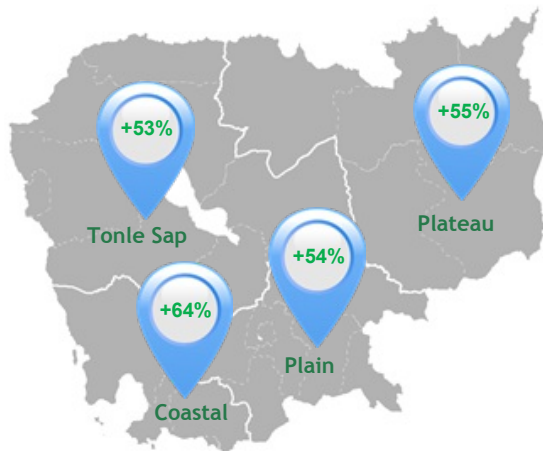 +53%
Tonle Sap
+55%
Plateau
+54%
Plain
+64%
Coastal